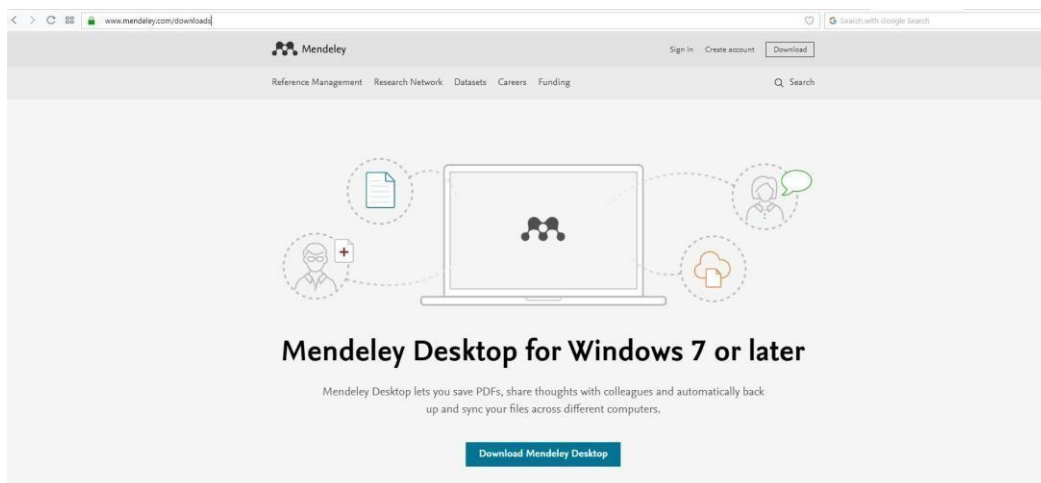 www.mendeley.com/downloads
Search with Google Search
Mendeley
Sign In Create account Download
Reference Management Research Network Datasets Careers Funding
Search
Mendeley Desktop for Windows 7 or later
Mendeley Desktop lets you save PDFs, share thoughts with colleagues and automatically back
up and sync your files across different computers.
Download Mendeley Desktop